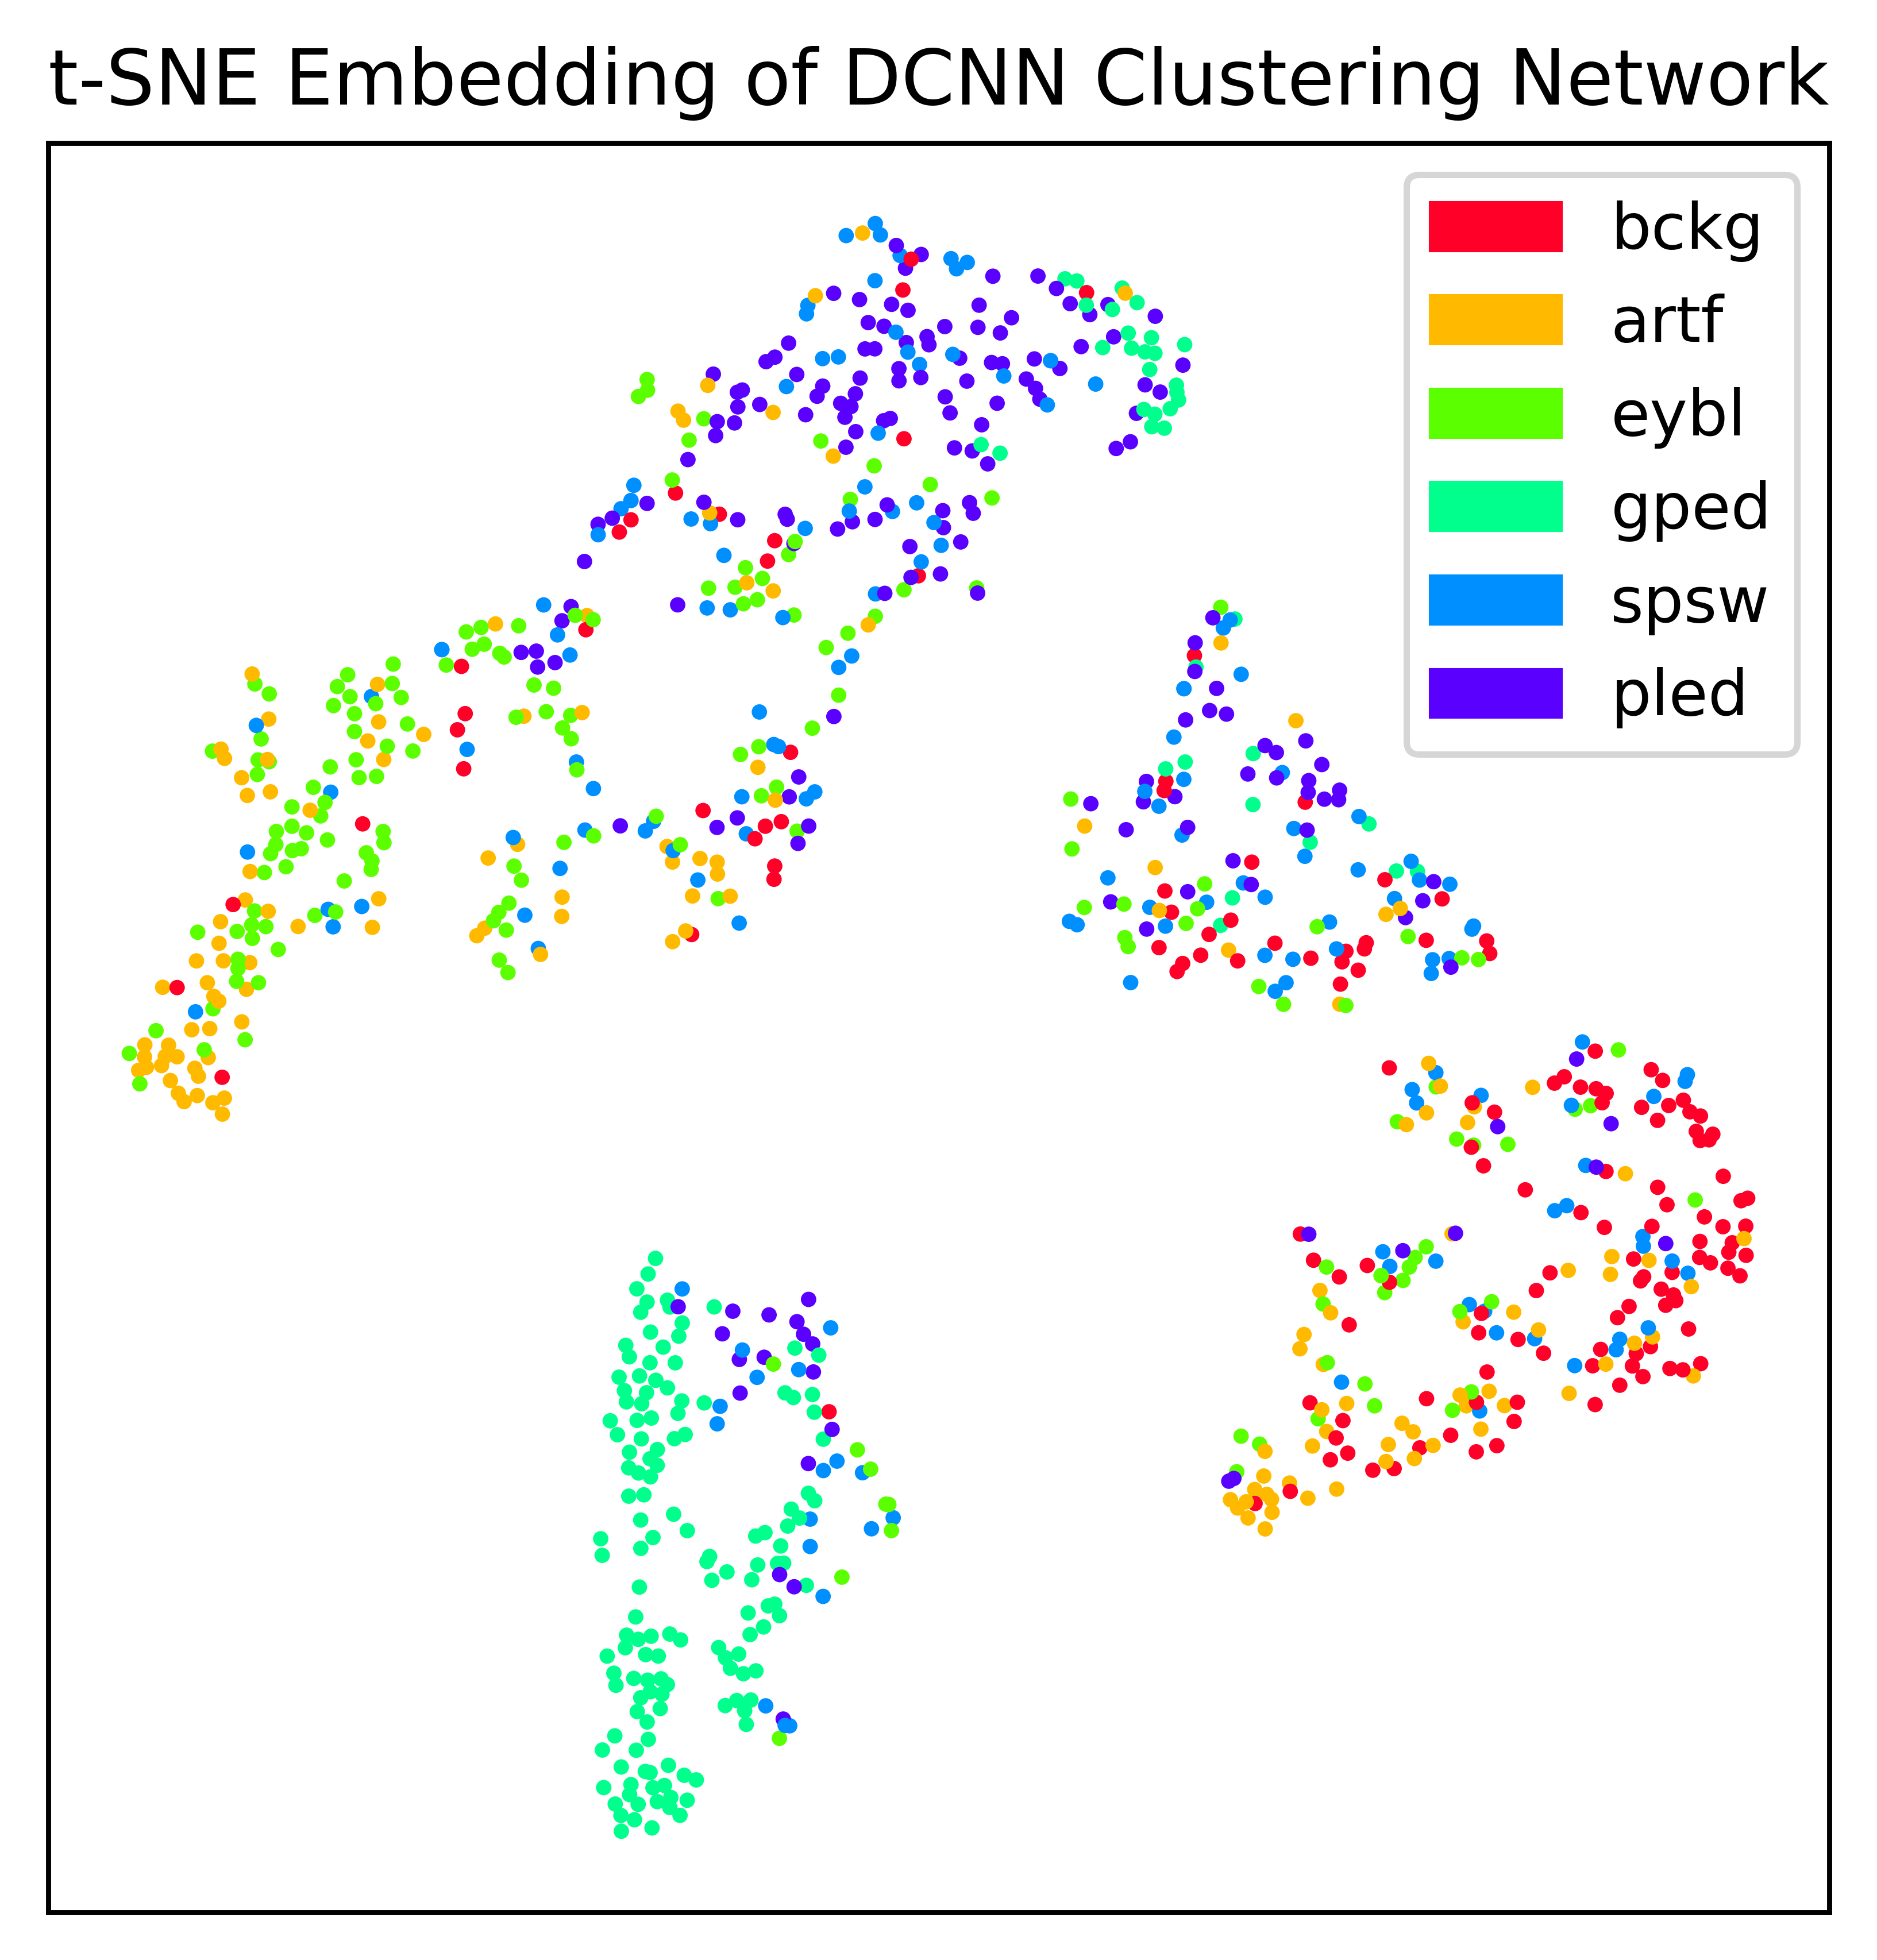 t-SNE Embedding of DCNN Clustering Network
bckg
artf
eybl
gped
spsw
pled